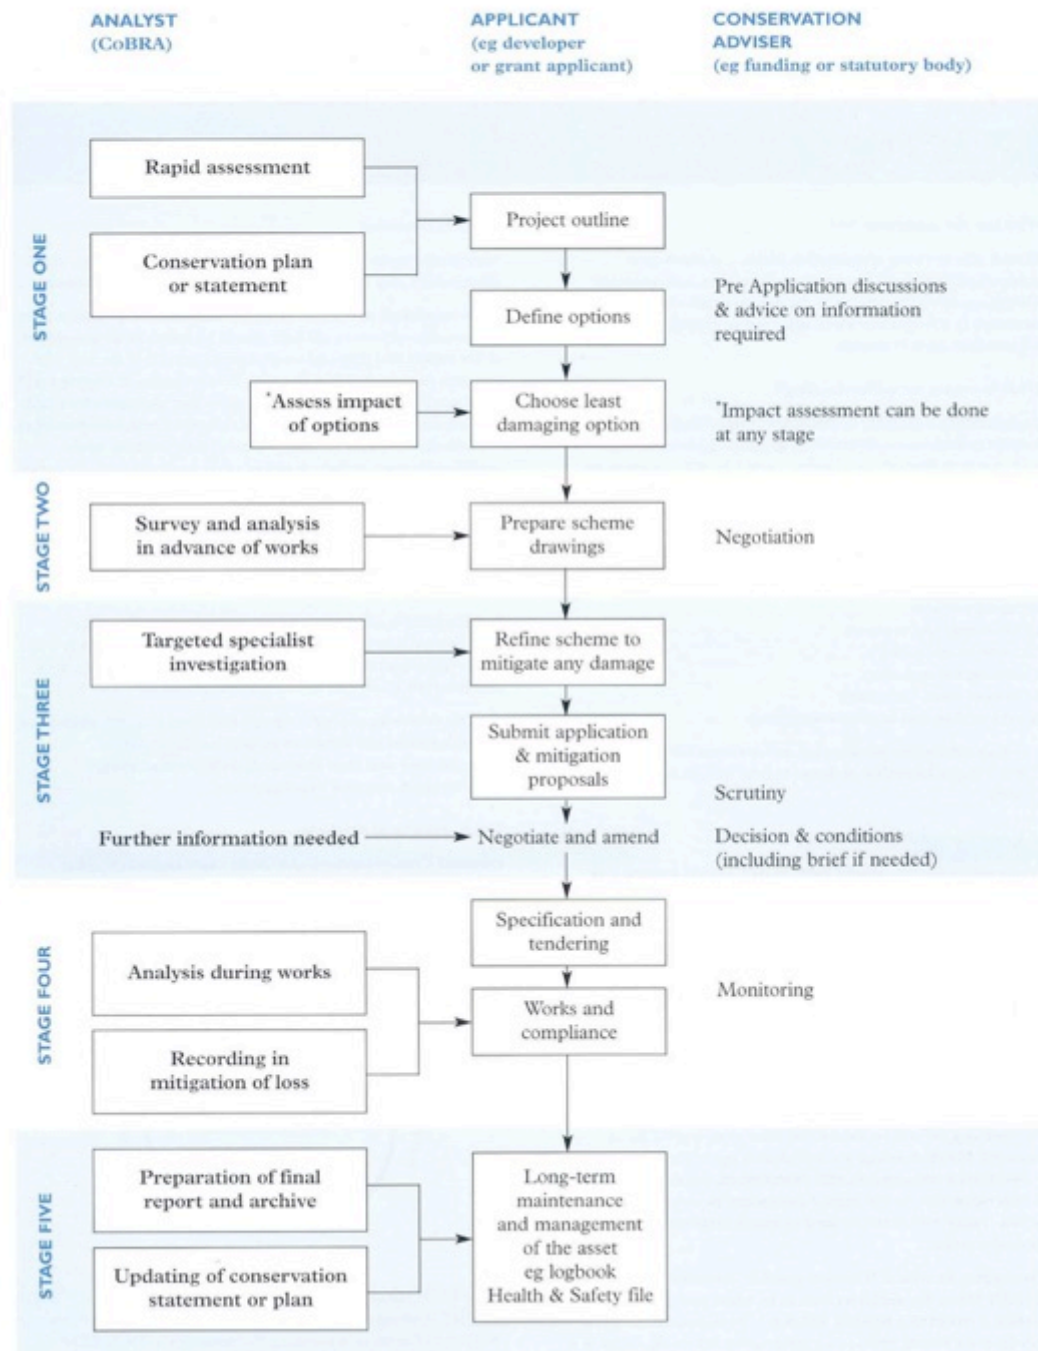 ANALYST
(CoBRA)
APPLICANT
(eg developer
or grant applicant)
CONSERVATION
ADVISER
(eg funding or statutory body)
STAGE ONE
Rapid assessment
Conservation plan
or statement
Project outline
Define options
Pre Application discussions
& advice on information
required
*Assess impact
of options
Choose least
damaging option
*Impact assessment can be done
at any stage
STAGE TWO
Survey and analysis
in advance of works
Prepare scheme
drawings
Negotiation
STAGE THREE
Targeted specialist
investigation
Refine scheme to
mitigate any damage
Submit application
& mitigation
proposals
Scrutiny
Further information needed
Negotiate and amend
Decision & conditions
(including brief if needed)
STAGE FOUR
Specification and
tendering
Analysis during works
Recording in
mitigation of loss
Works and
compliance
Monitoring
STAGE FIVE
Preparation of final
report and archive
Updating of conservation
statement or plan
Long-term
maintenance
and management
of the asset
eg logbook
Health & Safety file